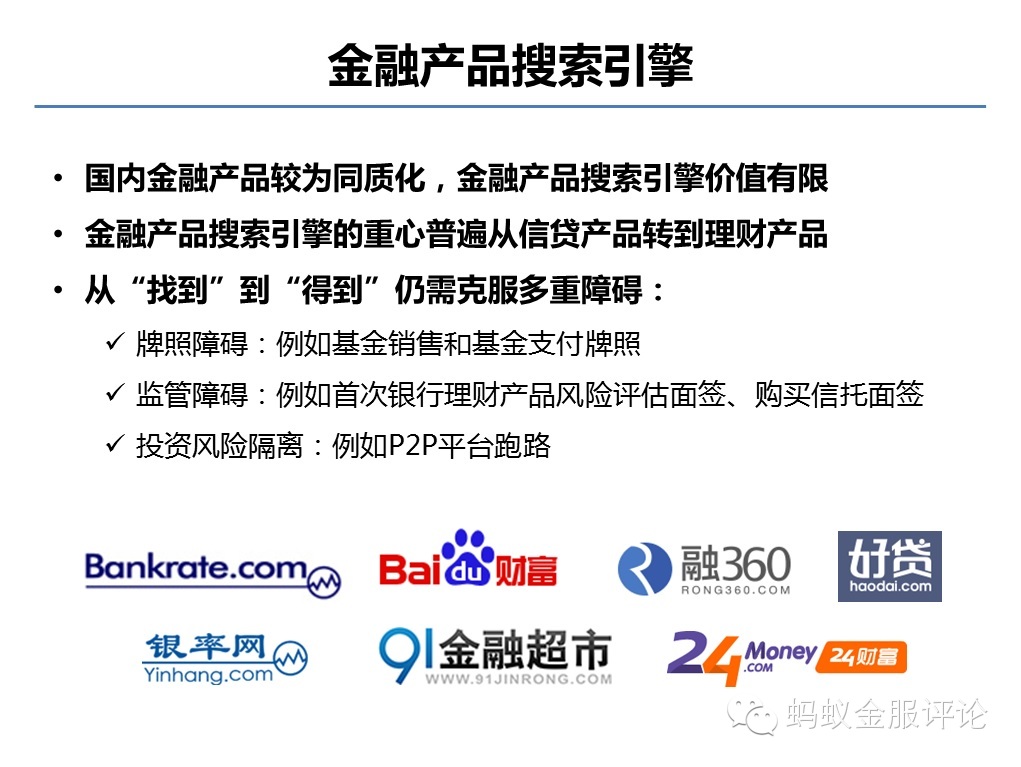 金融产品搜索引擎
• 国内金融产品较为同质化，金融产品搜索引擎价值有限
• 金融产品搜索引擎的重心普遍从信贷产品转到理财产品
• 从“找到”到“得到”仍需克服多重障碍：
✓ 牌照障碍：例如基金销售和基金支付牌照
✓ 监管障碍：例如首次银行理财产品风险评估面签、购买信托面签
✓ 投资风险隔离：例如P2P平台跑路
Bankrate.com
Baidu财富
融360
RONG360.COM
好贷
haodai.com
银率网
Yinhang.com
91金融超市
WWW.91JINRONG.COM
24Money.COM
24财富
蚂蚁金服评论